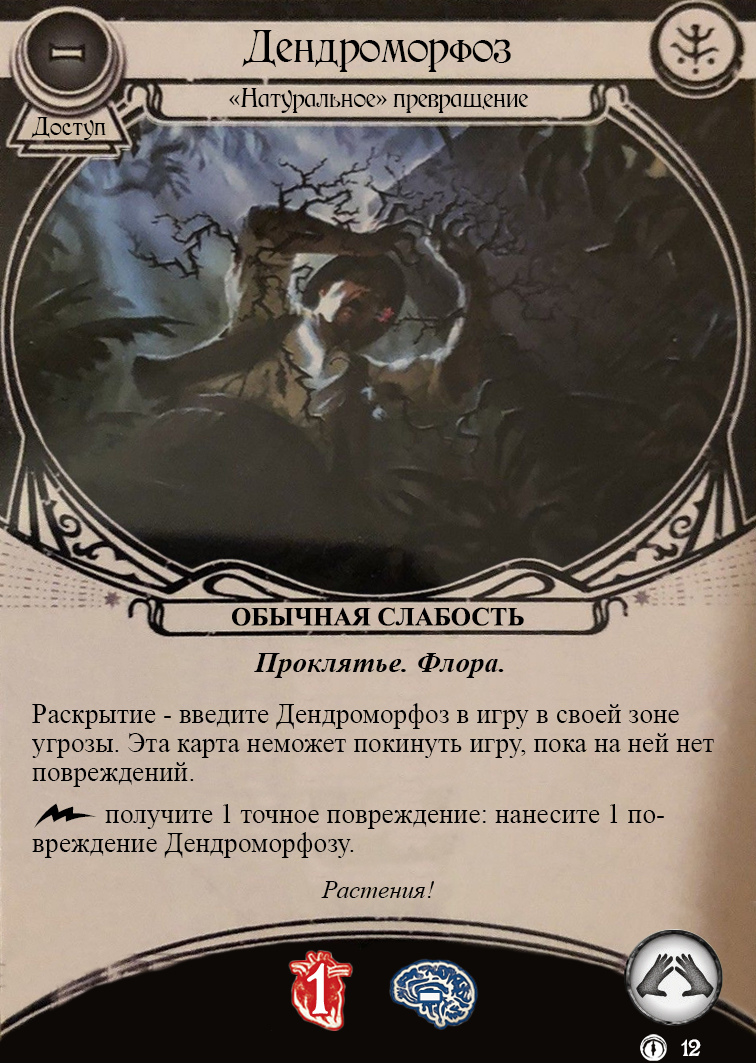 Дендроморфоз
«Натуральное» превращение
Доступ
ОБЫЧНАЯ СЛАБОСТЬ
Проклятье. Флора.
Раскрытие - введите Дендроморфоз в игру в своей зоне
угрозы. Эта карта неможет покинуть игру, пока на ней нет
повреждений.
получите 1 точное повреждение: нанесите 1 по-
вреждение Дендроморфозу.
Растения!
1
12